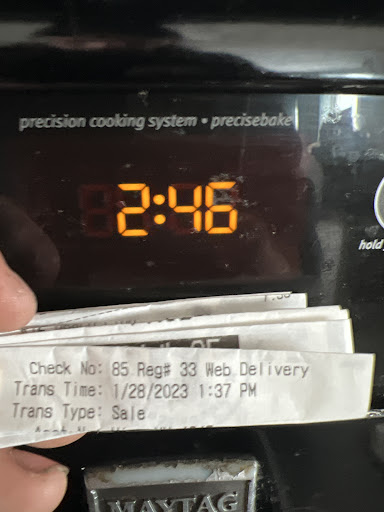 precision cooking system • precisebake
2:46
hold
Check No: 85 Reg# 33 Web Delivery
Trans Time: 1/28/2023 1:37 PM
Trans Type: Sale
MAYTAG